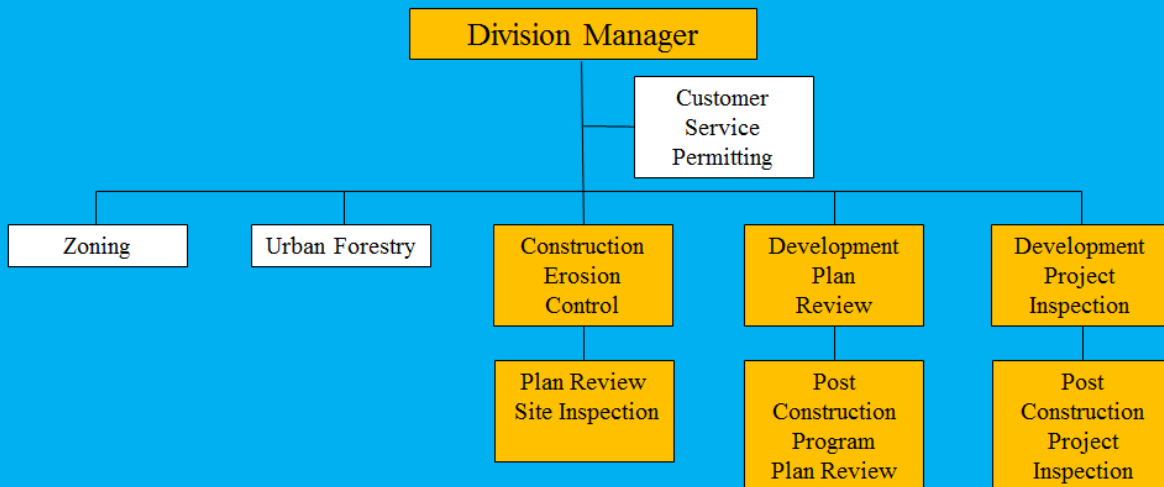 Division Manager
Customer
Service
Permitting
Zoning
Urban Forestry
Construction
Erosion
Control
Development
Plan
Review
Development
Project
Inspection
Plan Review
Site Inspection
Post
Construction
Program
Plan Review
Post
Construction
Project
Inspection